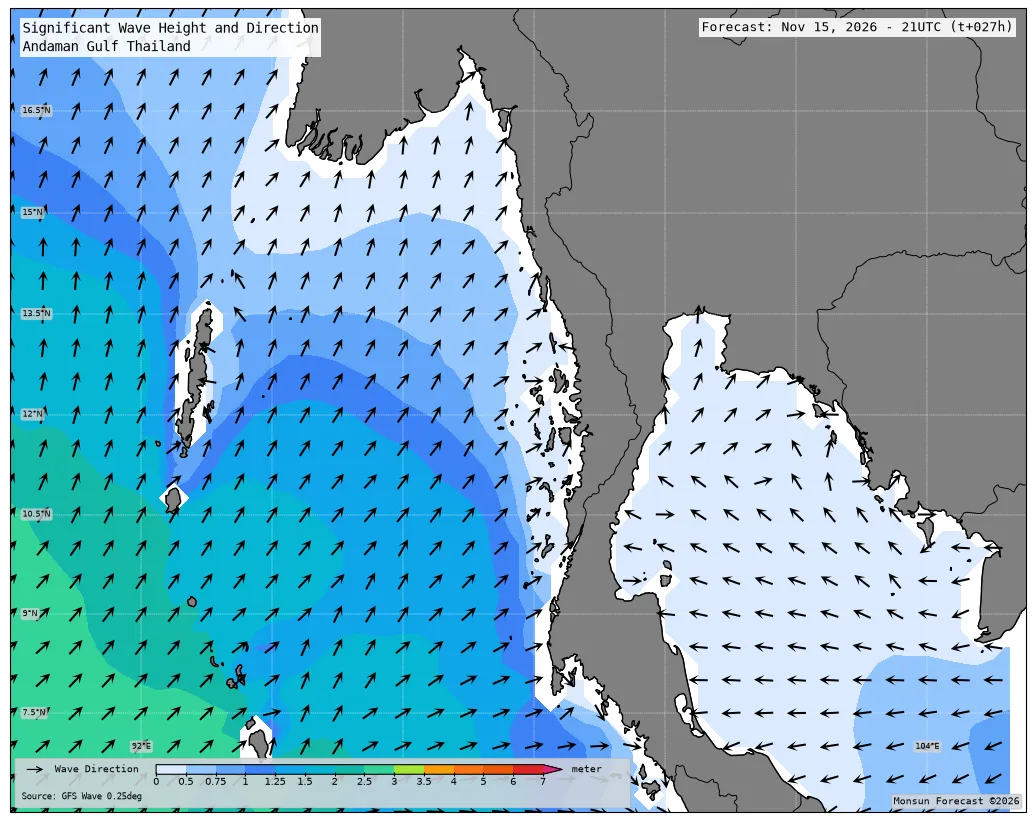 Significant Wave Height and Direction
Andaman Gulf Thailand
Forecast: Nov 15, 2026 - 21UTC (t+027h)
16.5°N
15°N
13.5°N
12°N
10.5°N
9°N
7.5°N
92°E
104°E
Wave Direction
meter
0.5 0.75 1 1.25 1.5 2 2.5 3 3.5 4 5 6 7
Source: GFS Wave 0.25deg
Monsun Forecast ©2026